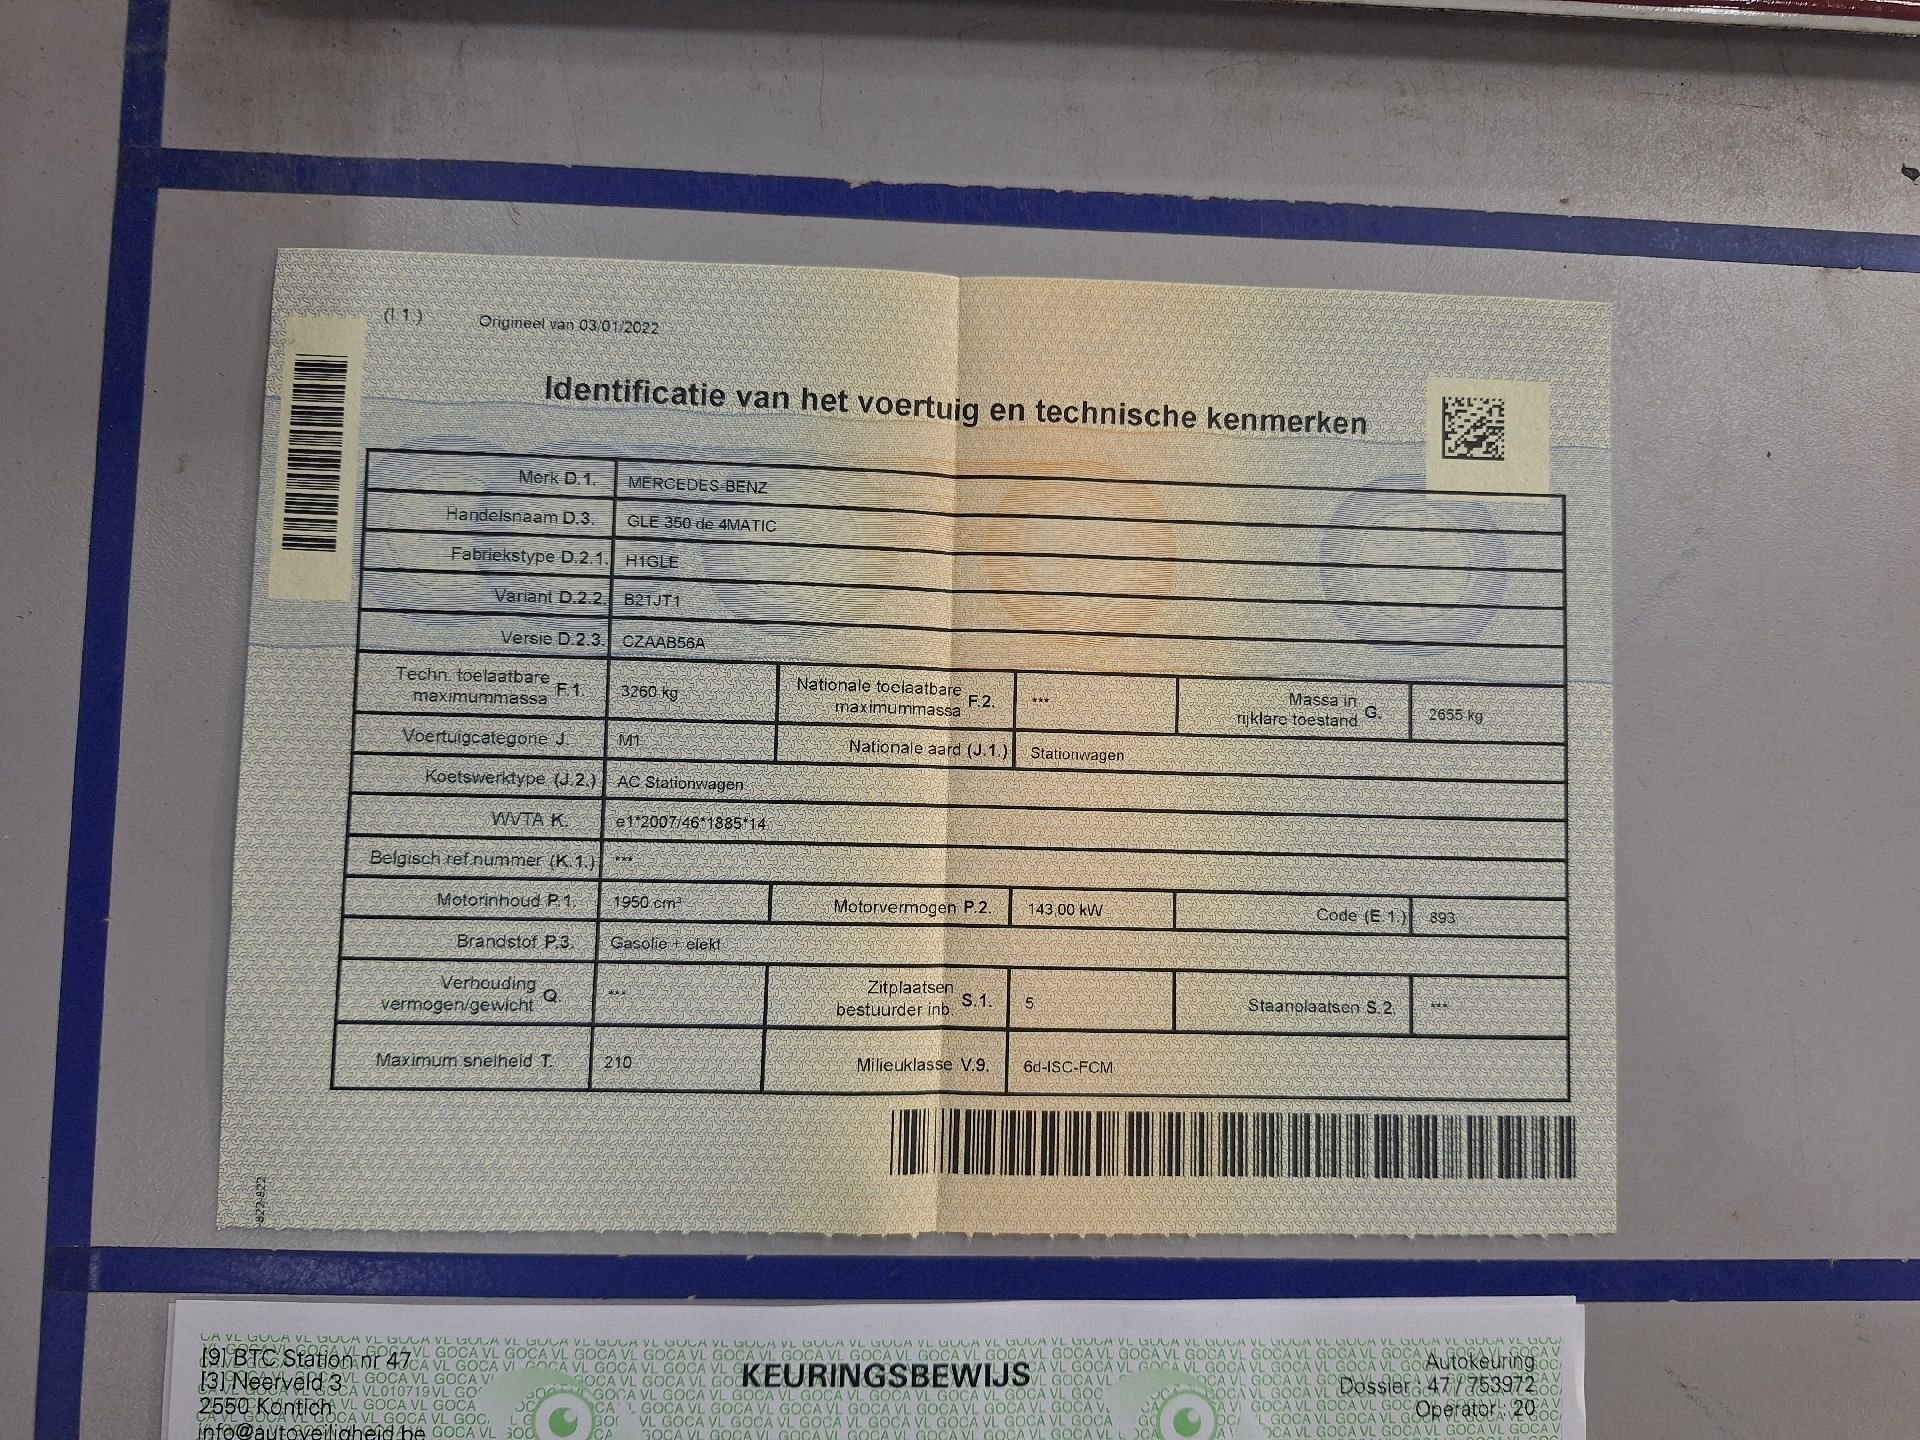 (I.1.) Origineel van 03/01/2022
Identificatie van het voertuig en technische kenmerken
Merk D.1. MERCEDES-BENZ
Handelsnaam D.3. GLE 350 de 4MATIC
Fabriekstype D.2.1. H1GLE
Variant D.2.2. B21JT1
Versie D.2.3. CZAAB56A
Techn. toelaatbare maximummassa F.1. 3260 kg Nationale toelaatbare maximummassa F.2. *** Massa in rijklare toestand G. 2655 kg
Voertuigcategorie J. M1 Nationale aard (J.1.) Stationwagen
Koetswerktype (J.2.) AC Stationwagen
WVTA K. e1*2007/46*1885*14
Belgisch ref.nummer (K.1.) ***
Motorinhoud P.1. 1950 cm³ Motorvermogen P.2. 143,00 kW Code (E.1.) 893
Brandstof P.3. Gasolie + elekt
Verhouding vermogen/gewicht Q. *** Zitplaatsen bestuurder inb. S.1. 5 Staanplaatsen S.2. ***
Maximum snelheid T. 210 Milieuklasse V.9. 6d-ISC-FCM
-822-822
[9] BTC Station nr 47
[3] Neerveld 3
2550 Kontich
info@autoveiligheid.be
KEURINGSBEWIJS
Autokeuring
Dossier : 47 / 753972
Operator : 20